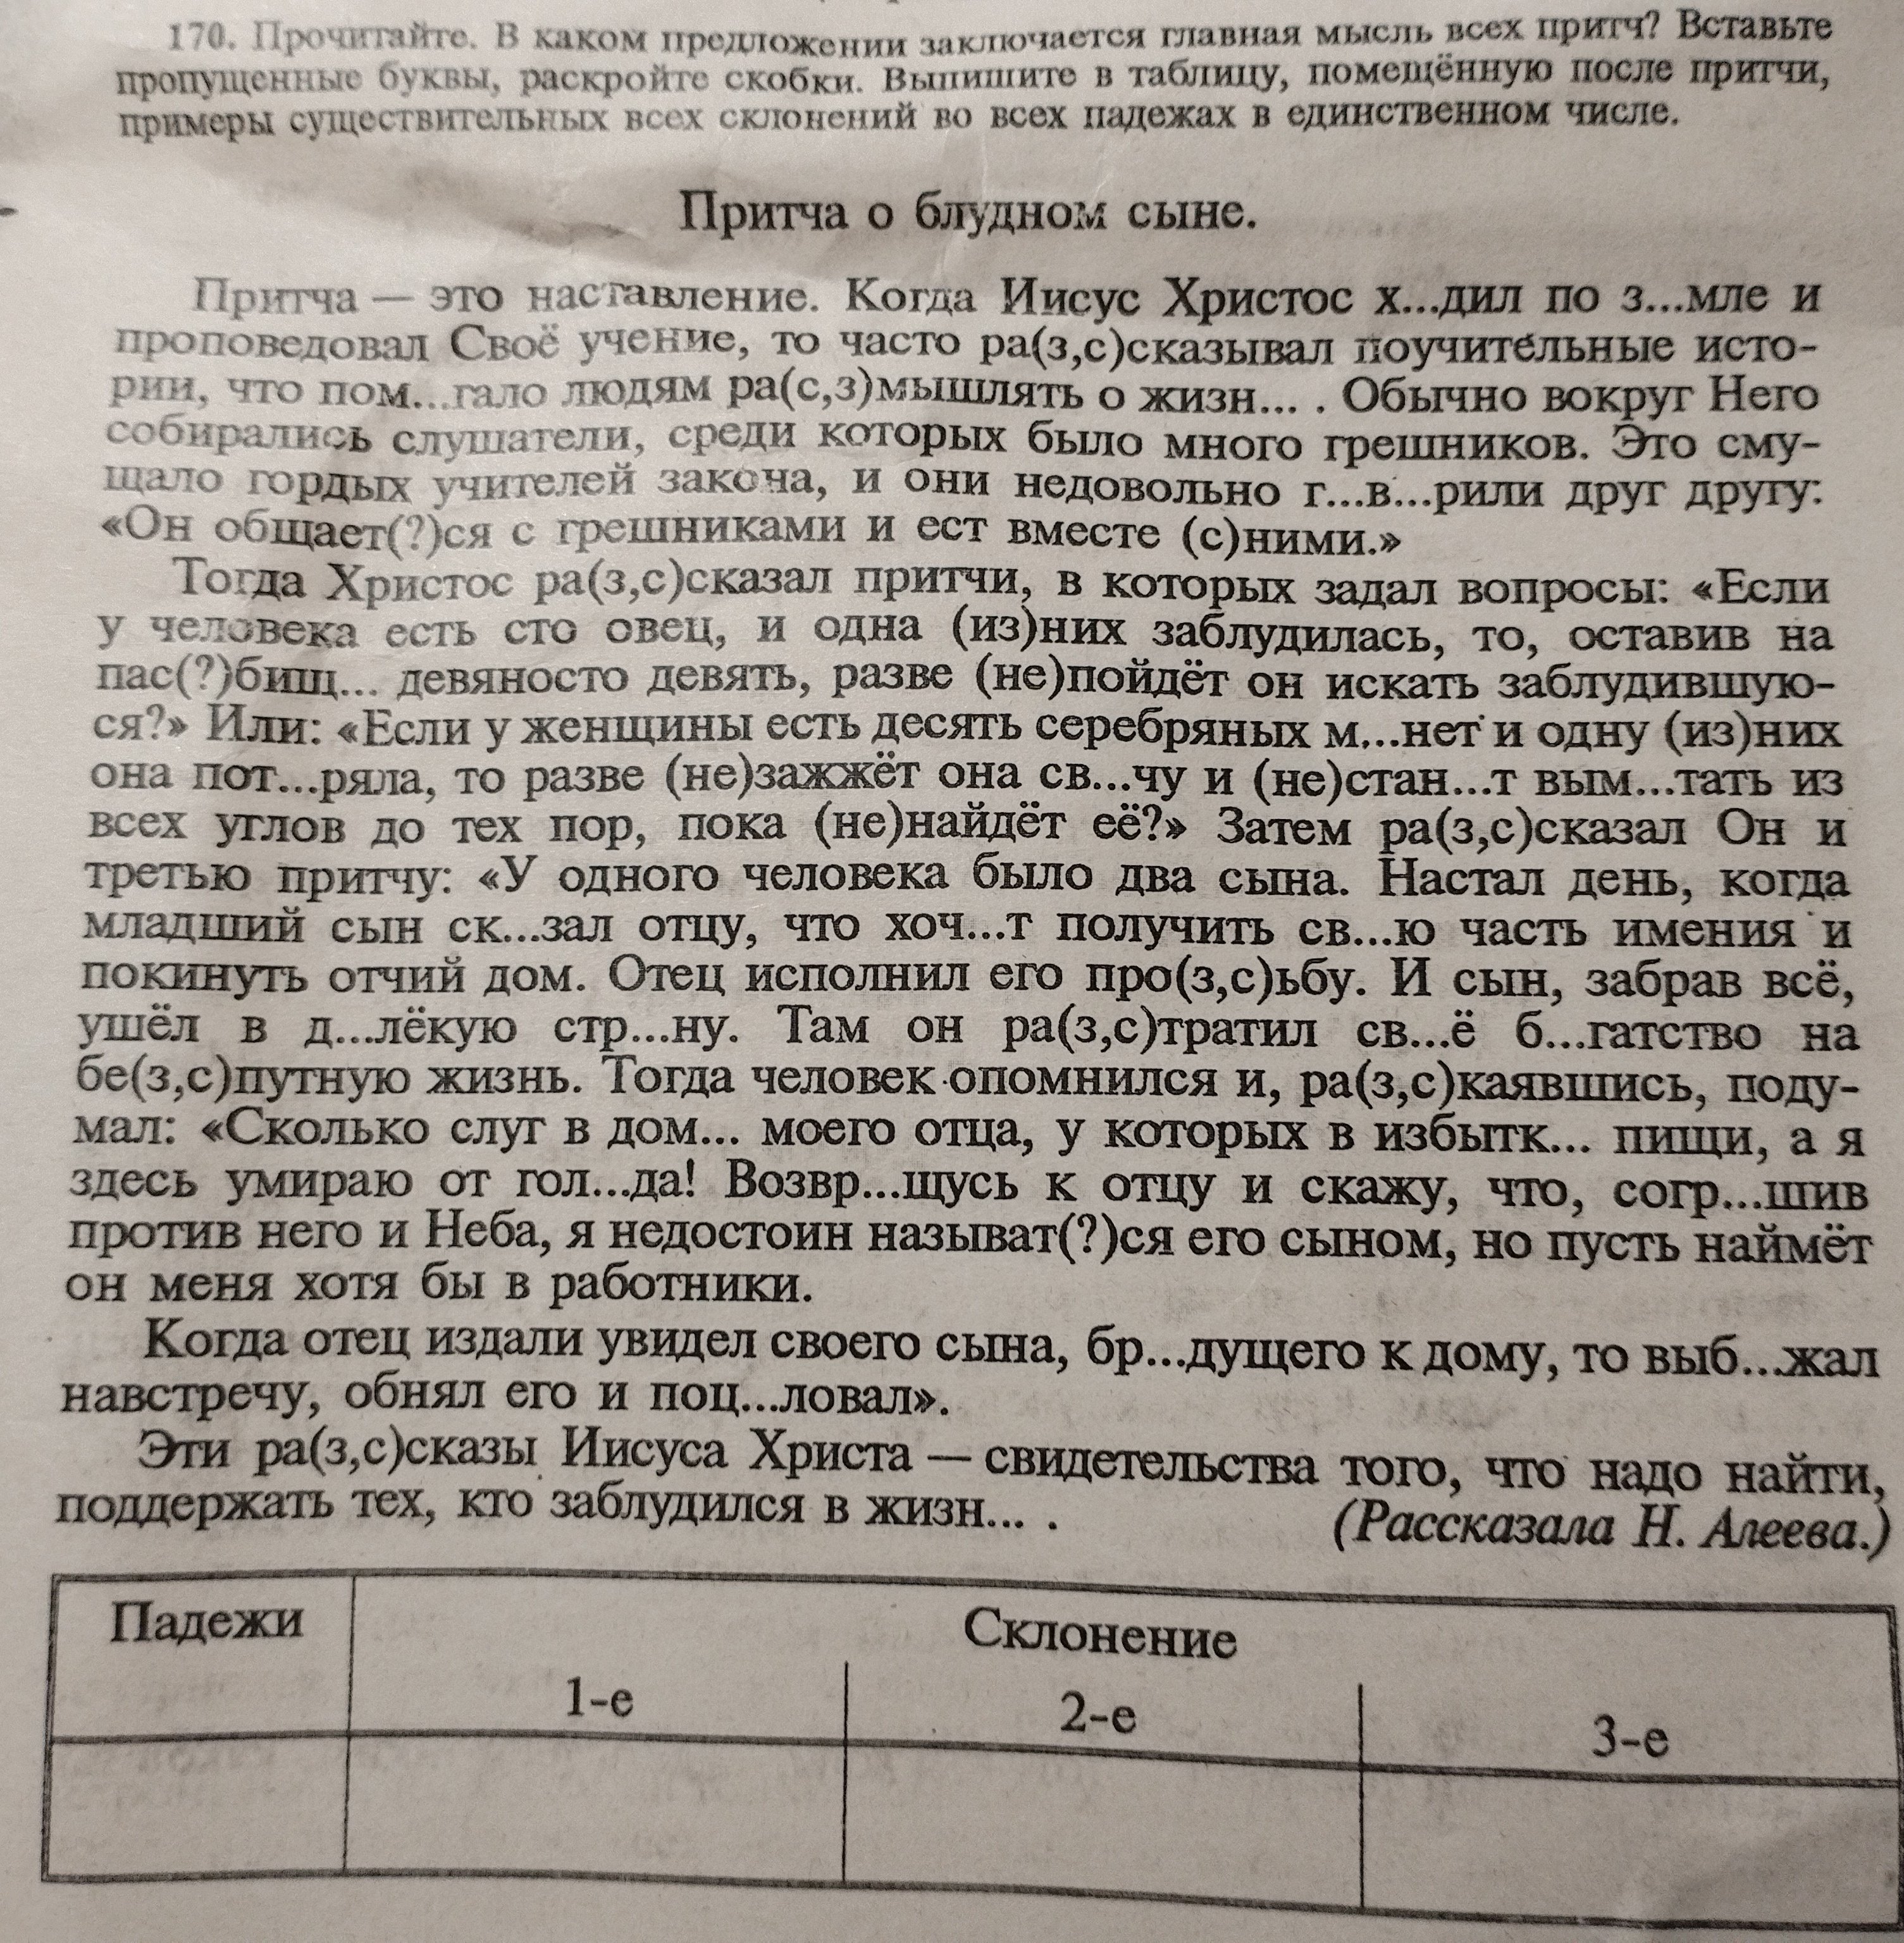 170. Прочитайте. В каком предложении заключается главная мысль всех притч? Вставьте
пропущенные буквы, раскройте скобки. Выпишите в таблицу, помещённую после притчи,
примеры существительных всех склонений во всех падежах в единственном числе.
Притча о блудном сыне.
Притча — это наставление. Когда Иисус Христос х...дил по з...мле и
проповедовал Своё учение, то часто ра(з,с)сказывал поучительные исто-
рии, что пом...гало людям ра(с,з)мышлять о жизн... . Обычно вокруг Него
собирались слушатели, среди которых было много грешников. Это сму-
щало гордых учителей закона, и они недовольно г...в...рили друг другу:
«Он общает(?)ся с грешниками и ест вместе (с)ними.»
Тогда Христос ра(з,с)сказал притчи, в которых задал вопросы: «Если
у человека есть сто овец, и одна (из)них заблудилась, то, оставив на
пас(?)бищ... девяносто девять, разве (не)пойдёт он искать заблудившую-
ся?» Или: «Если у женщины есть десять серебряных м...нет и одну (из)них
она пот...ряла, то разве (не)зажжёт она св...чу и (не)стан...т вым...тать из
всех углов до тех пор, пока (не)найдёт её?» Затем ра(з,с)сказал Он и
третью притчу: «У одного человека было два сына. Настал день, когда
младший сын ск...зал отцу, что хоч...т получить св...ю часть имения и
покинуть отчий дом. Отец исполнил его про(з,с)ьбу. И сын, забрав всё,
ушёл в д...лёкую стр...ну. Там он ра(з,с)тратил св...ё б...гатство на
бе(з,с)путную жизнь. Тогда человек опомнился и, ра(з,с)каявшись, поду-
мал: «Сколько слуг в дом... моего отца, у которых в избытк... пищи, а я
здесь умираю от гол...да! Возвр...щусь к отцу и скажу, что, согр...шив
против него и Неба, я недостоин называт(?)ся его сыном, но пусть наймёт
он меня хотя бы в работники.
Когда отец издали увидел своего сына, бр...дущего к дому, то выб...жал
навстречу, обнял его и поц...ловал».
Эти ра(з,с)сказы Иисуса Христа — свидетельства того, что надо найти,
поддержать тех, кто заблудился в жизн... .
(Рассказала Н. Алеева.)
Падежи
Склонение
1-е
2-е
3-е